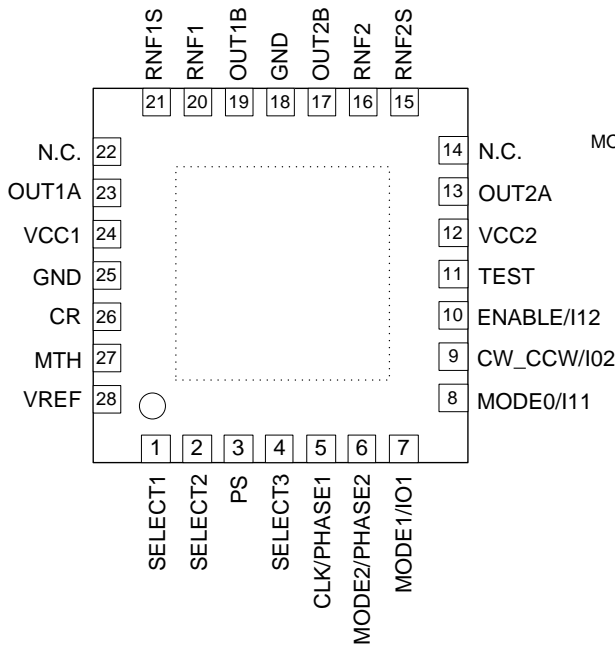 RNF1S
RNF1
OUT1B
GND
OUT2B
RNF2
RNF2S
21 20 19 18 17 16 15
N.C. 22
OUT1A 23
VCC1 24
GND 25
CR 26
MTH 27
VREF 28
14 N.C.
13 OUT2A
12 VCC2
11 TEST
10 ENABLE/I12
9 CW_CCW/I02
8 MODE0/I11
MO
1 2 3 4 5 6 7
SELECT1
SELECT2
PS
SELECT3
CLK/PHASE1
MODE2/PHASE2
MODE1/IO1